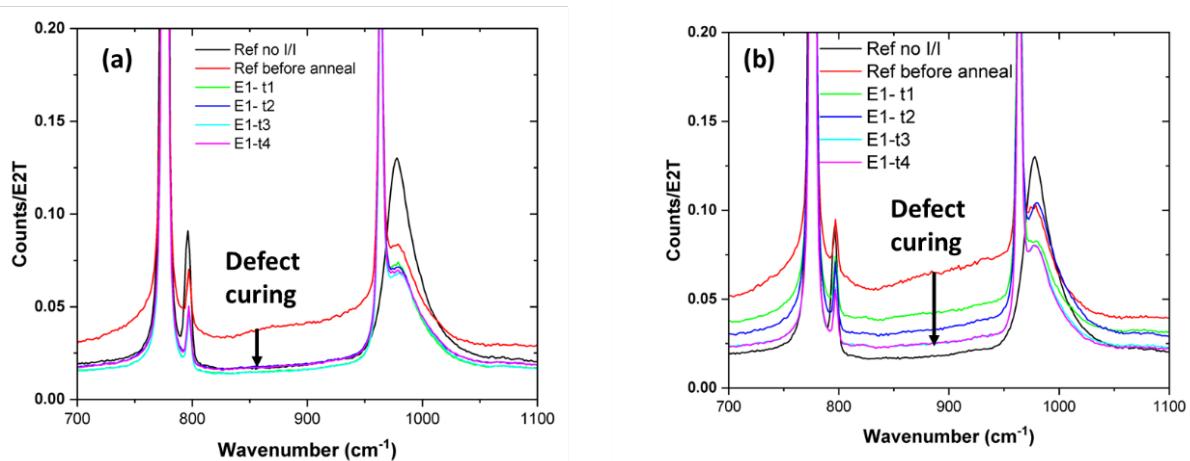 (a)
Ref no I/I
Ref before anneal
E1- t1
E1- t2
E1-t3
E1-t4
Defect
curing
Counts/E2T
0.20
0.15
0.10
0.05
0.00
700 800 900 1000 1100
Wavenumber (cm⁻¹)
(b)
Ref no I/I
Ref before anneal
E1- t1
E1- t2
E1-t3
E1-t4
Defect
curing
Counts/E2T
0.20
0.15
0.10
0.05
0.00
700 800 900 1000 1100
Wavenumber (cm⁻¹)